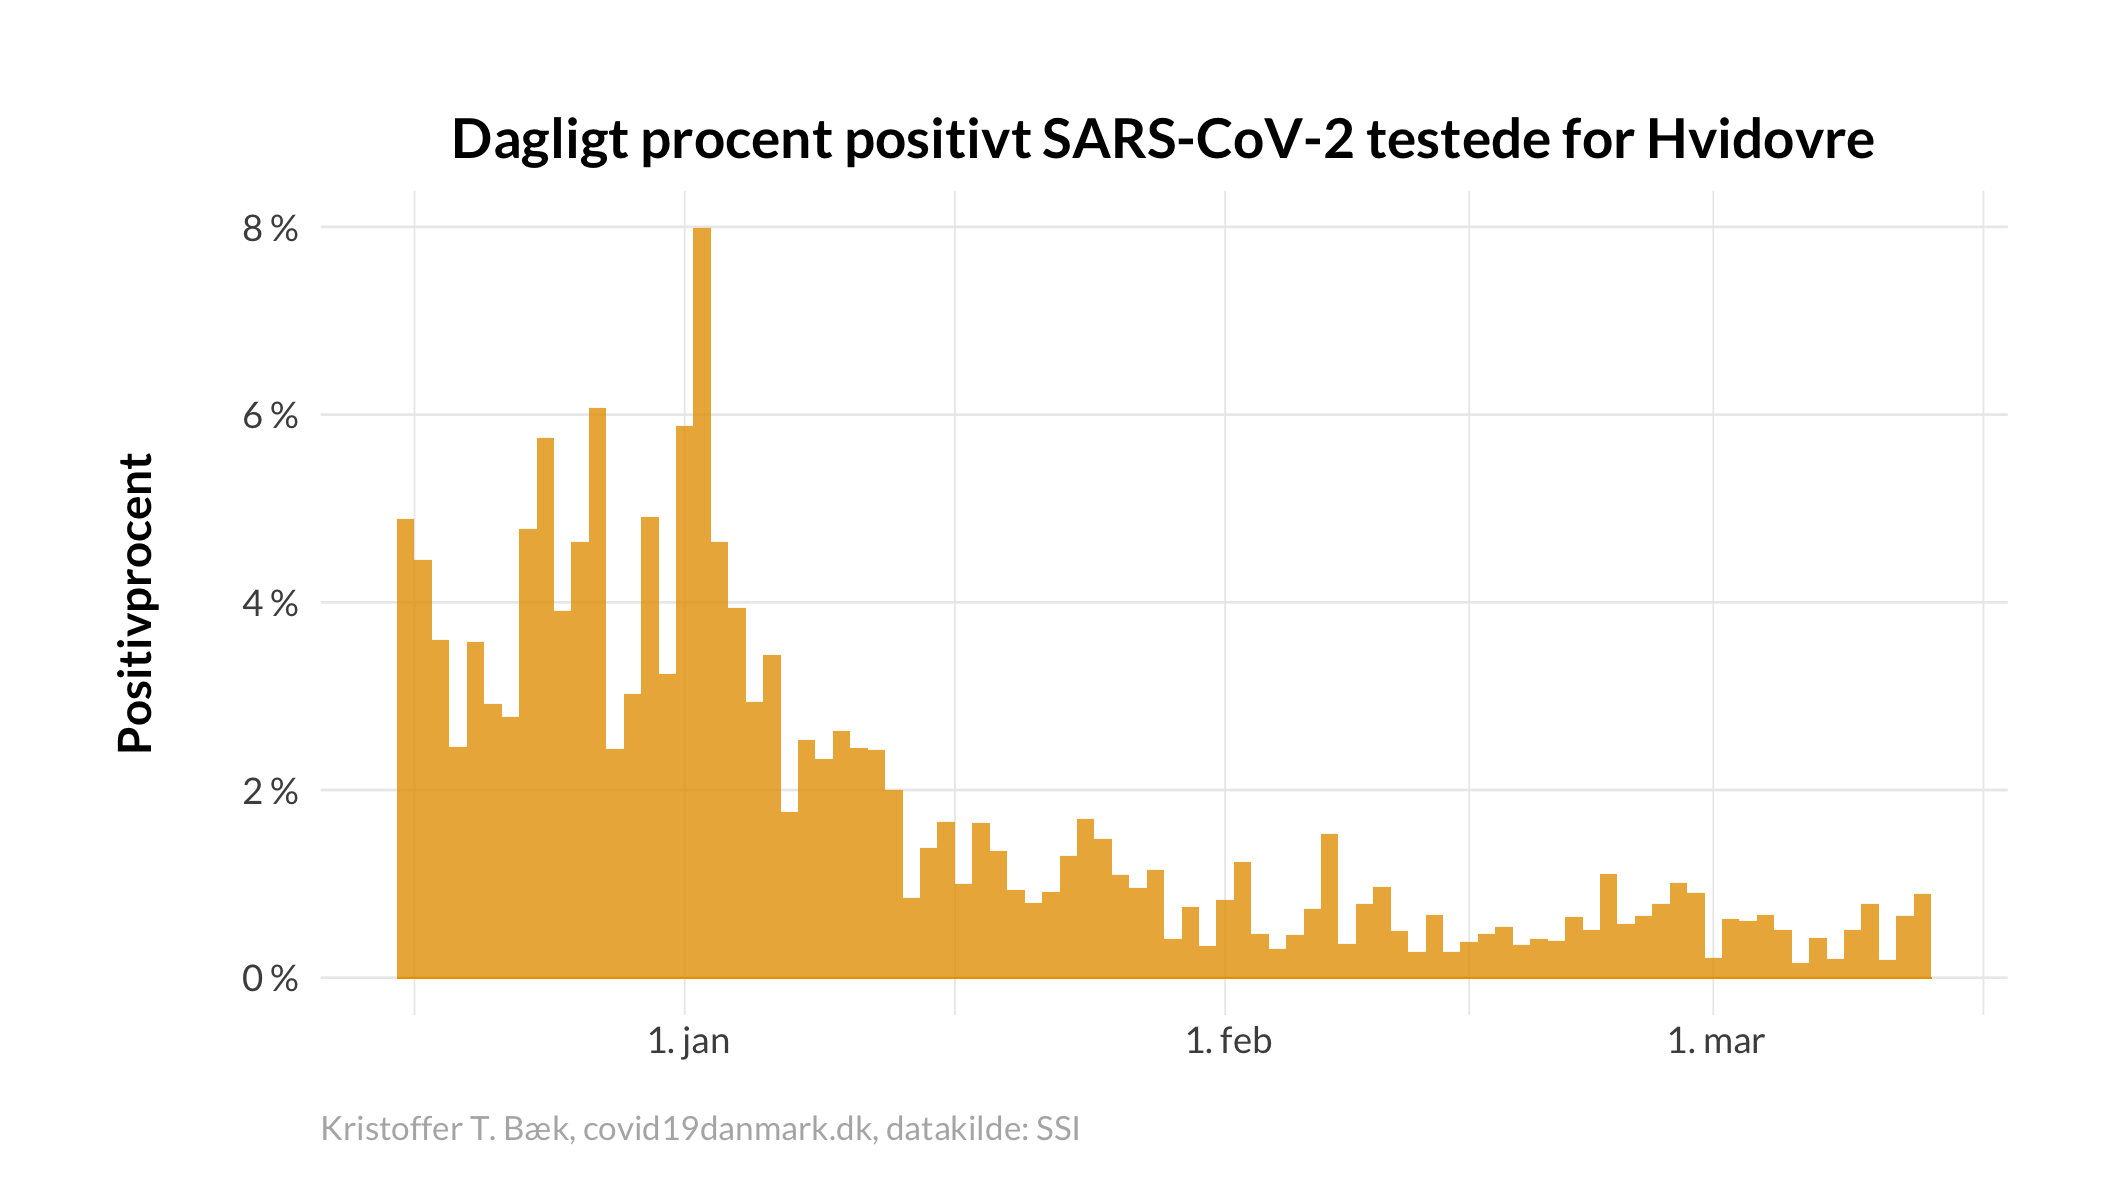 Dagligt procent positivt SARS-CoV-2 testede for Hvidovre
Positivprocent
8 %
6 %
4 %
2 %
0 %
1. jan
1. feb
1. mar
Kristoffer T. Bæk, covid19danmark.dk, datakilde: SSI